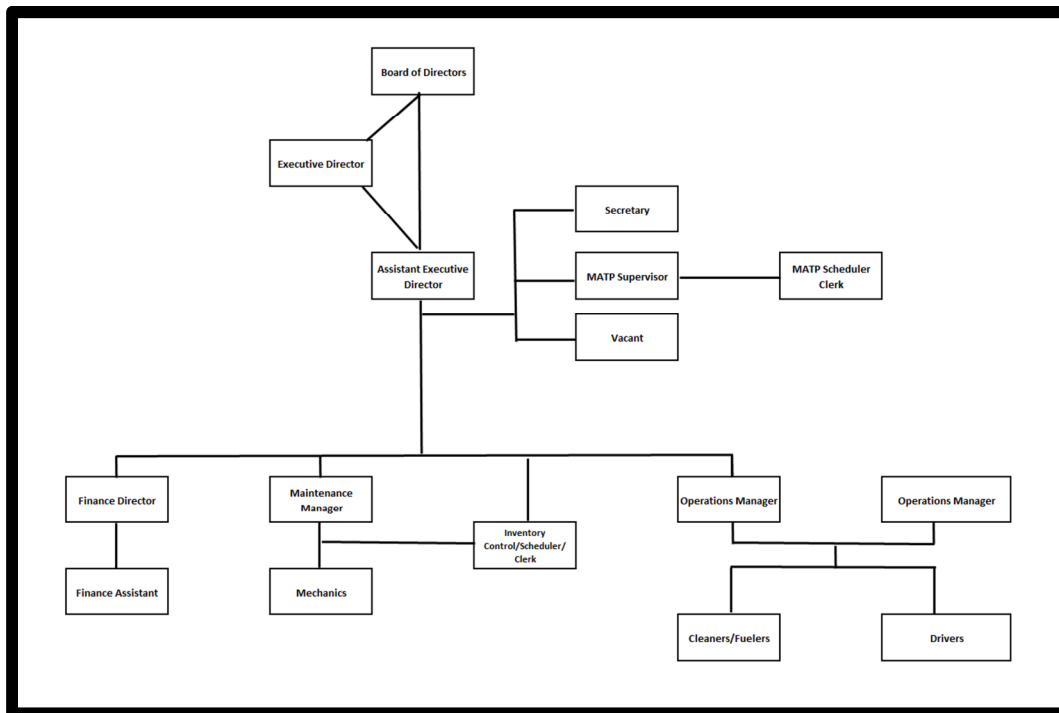 Board of Directors
Executive Director
Secretary
Assistant Executive
Director
MATP Supervisor
MATP Scheduler
Clerk
Vacant
Finance Director
Maintenance
Manager
Operations Manager
Operations Manager
Inventory
Control/Scheduler/
Clerk
Finance Assistant
Mechanics
Cleaners/Fuelers
Drivers